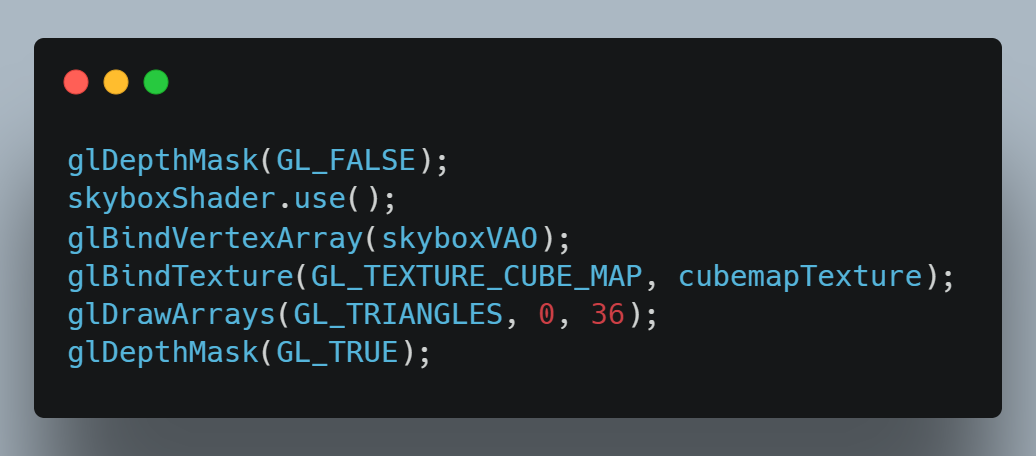 glDepthMask(GL_FALSE);
skyboxShader.use();
glBindVertexArray(skyboxVAO);
glBindTexture(GL_TEXTURE_CUBE_MAP, cubemapTexture);
glDrawArrays(GL_TRIANGLES, 0, 36);
glDepthMask(GL_TRUE);